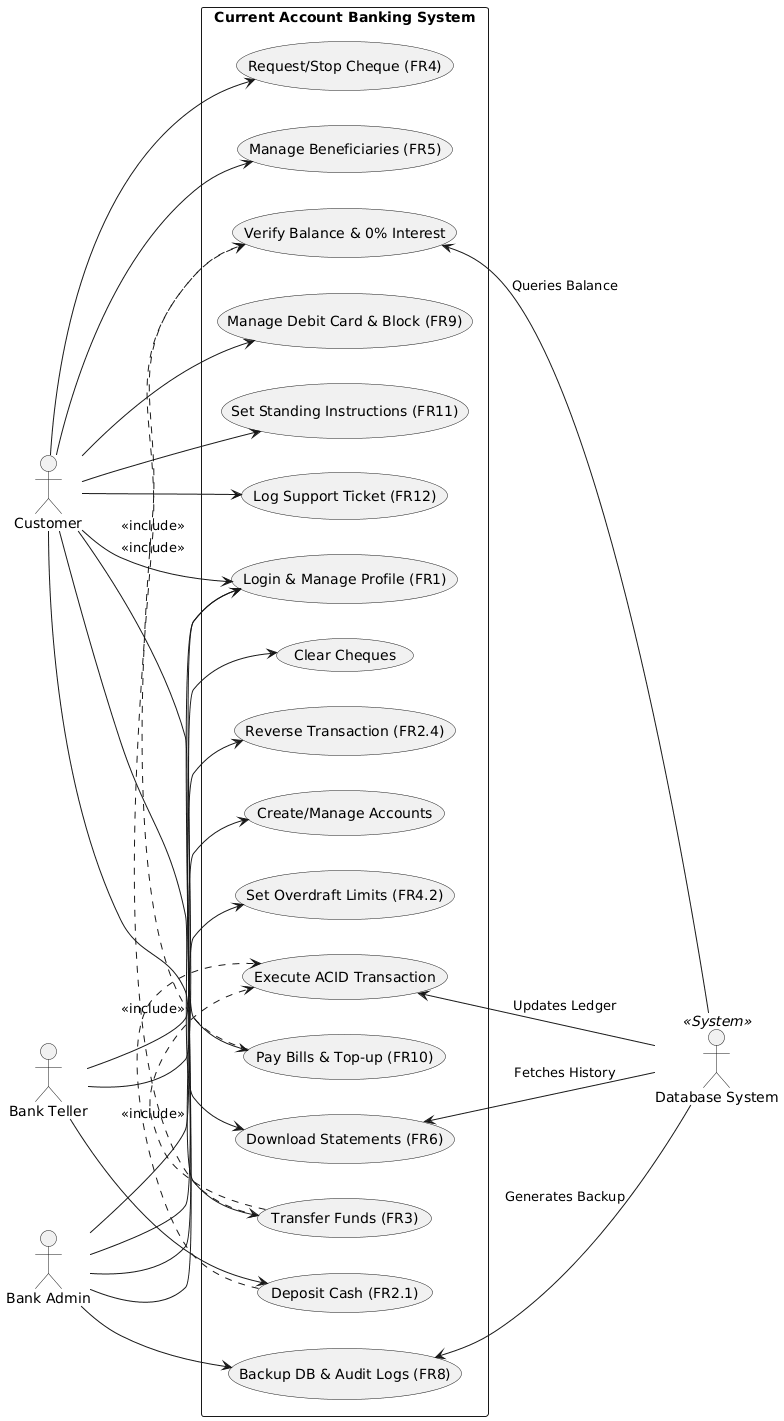 Current Account Banking System
Request/Stop Cheque (FR4)
Manage Beneficiaries (FR5)
Verify Balance & 0% Interest
Queries Balance
Manage Debit Card & Block (FR9)
Set Standing Instructions (FR11)
Log Support Ticket (FR12)
Customer
«include»
«include»
Login & Manage Profile (FR1)
Clear Cheques
Reverse Transaction (FR2.4)
Create/Manage Accounts
Set Overdraft Limits (FR4.2)
Execute ACID Transaction
«include»
Updates Ledger
«System»
Pay Bills & Top-up (FR10)
Fetches History
Database System
Bank Teller
«include»
Download Statements (FR6)
Generates Backup
Transfer Funds (FR3)
Deposit Cash (FR2.1)
Bank Admin
Backup DB & Audit Logs (FR8)